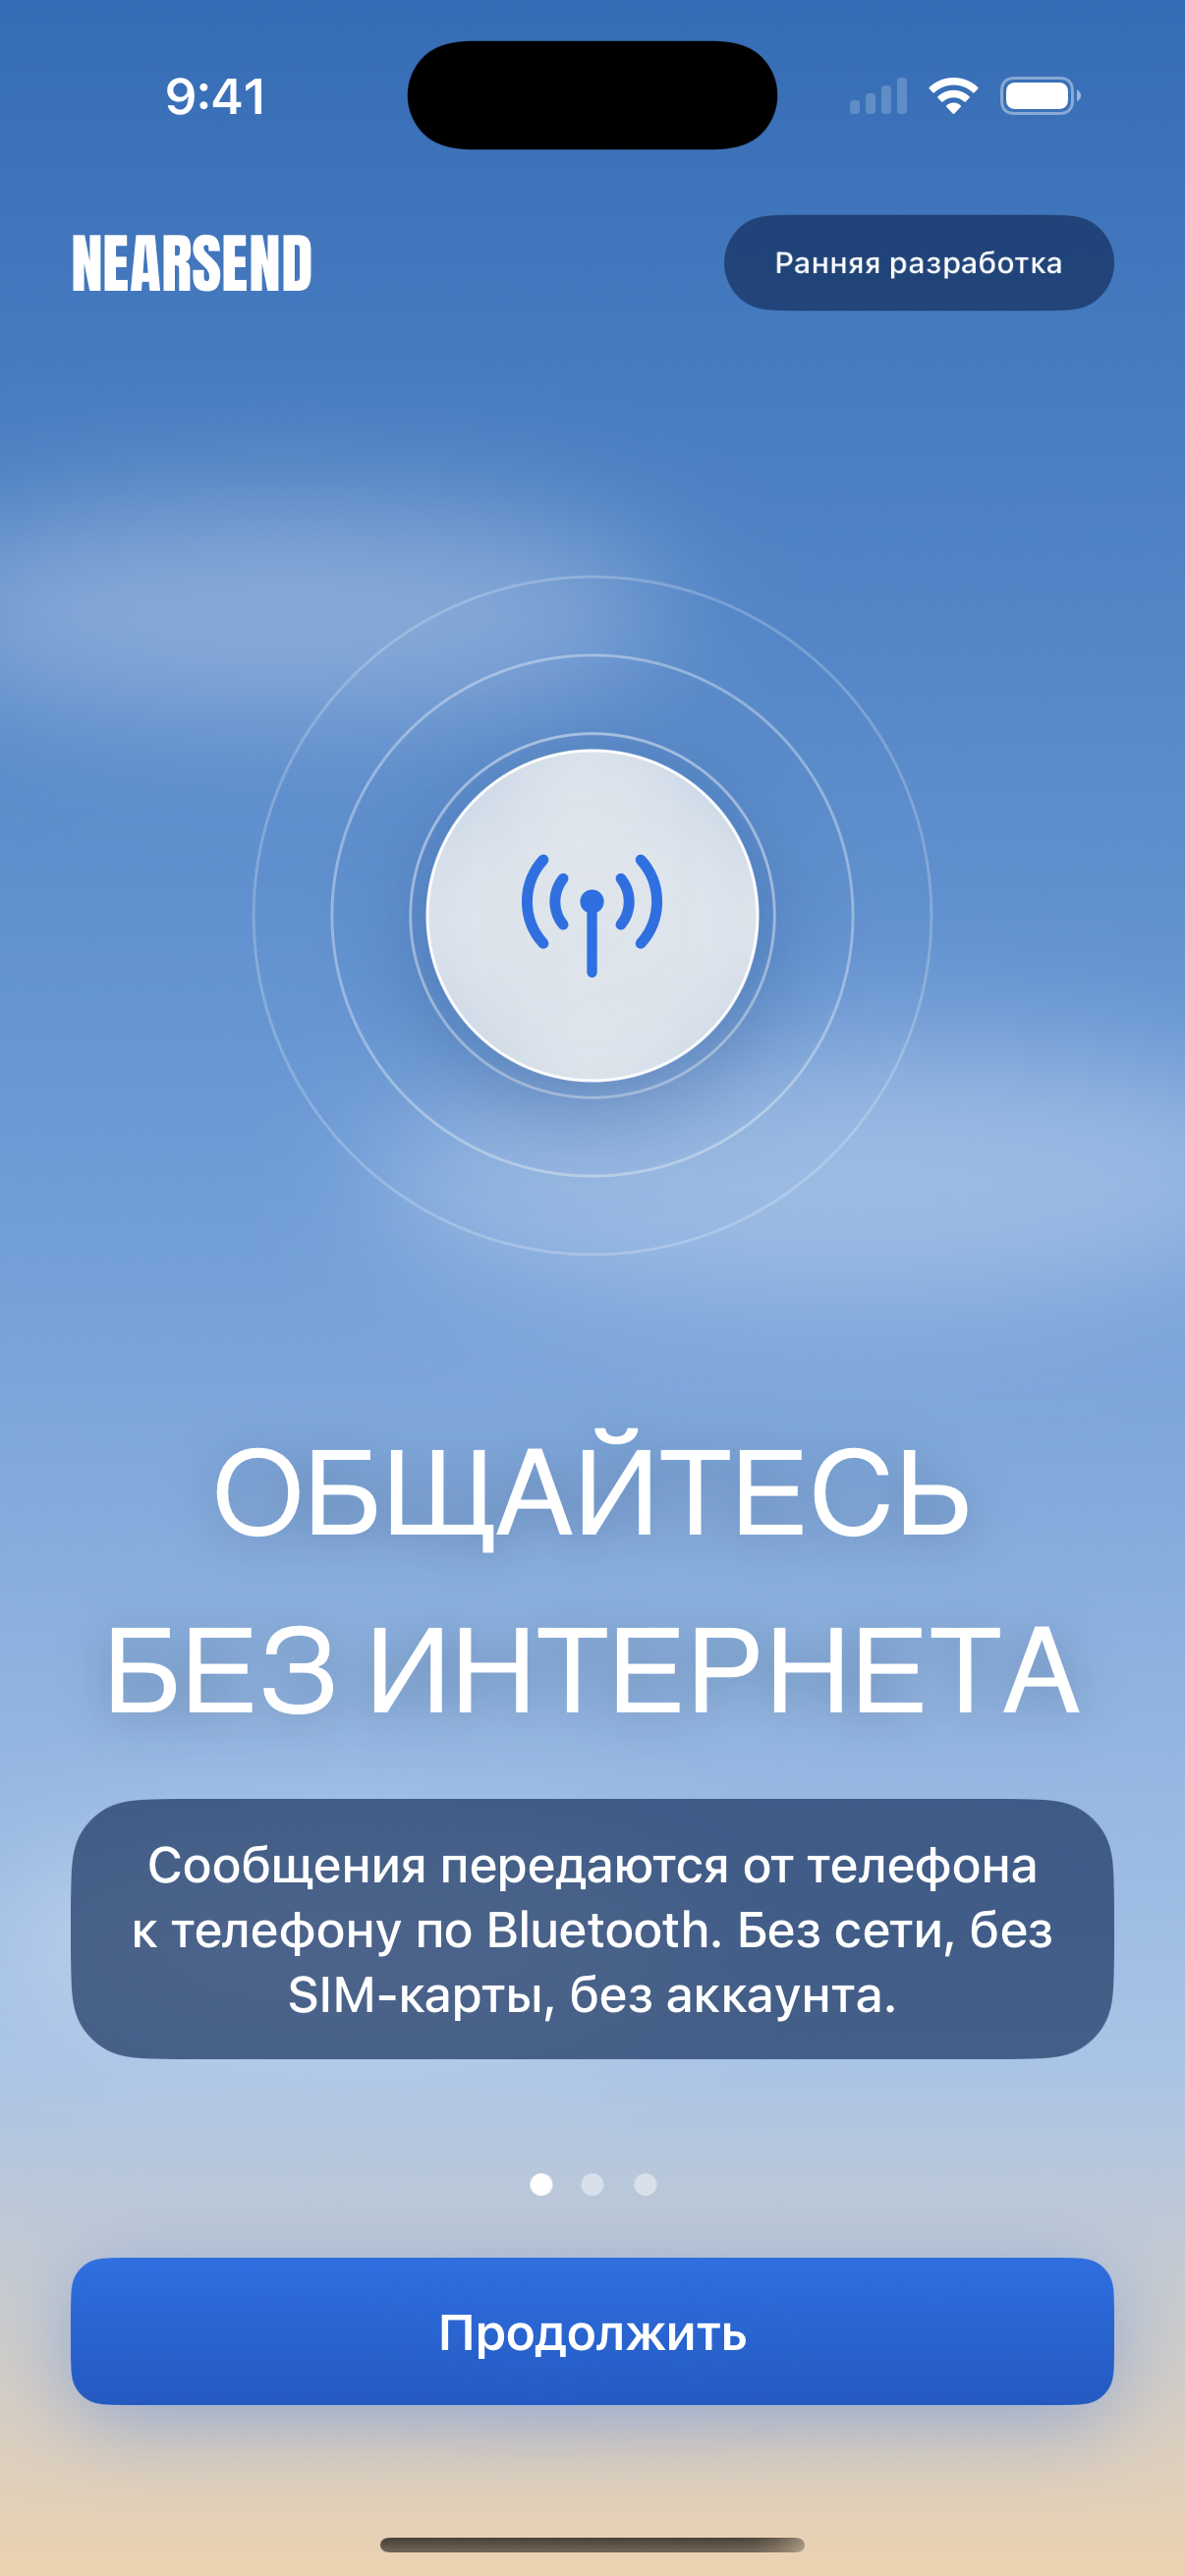 9:41
NEARSEND
Ранняя разработка
ОБЩАЙТЕСЬ
БЕЗ ИНТЕРНЕТА
Сообщения передаются от телефона
к телефону по Bluetooth. Без сети, без
SIM-карты, без аккаунта.
Продолжить